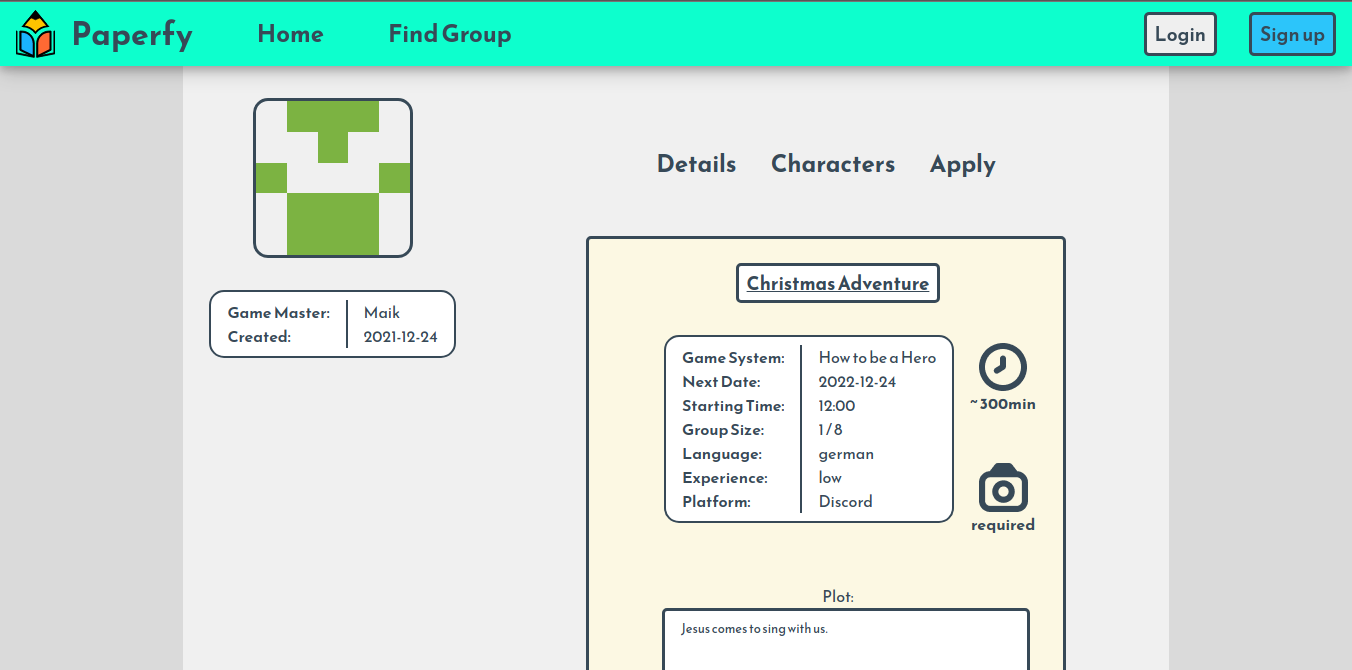 Paperfy Home Find Group Login Sign up
Details Characters Apply
Game Master: Maik
Created: 2021-12-24
Christmas Adventure
Game System: How to be a Hero
Next Date: 2022-12-24
Starting Time: 12:00
Group Size: 1 / 8
Language: german
Experience: low
Platform: Discord
~ 300min
required
Plot:
Jesus comes to sing with us.